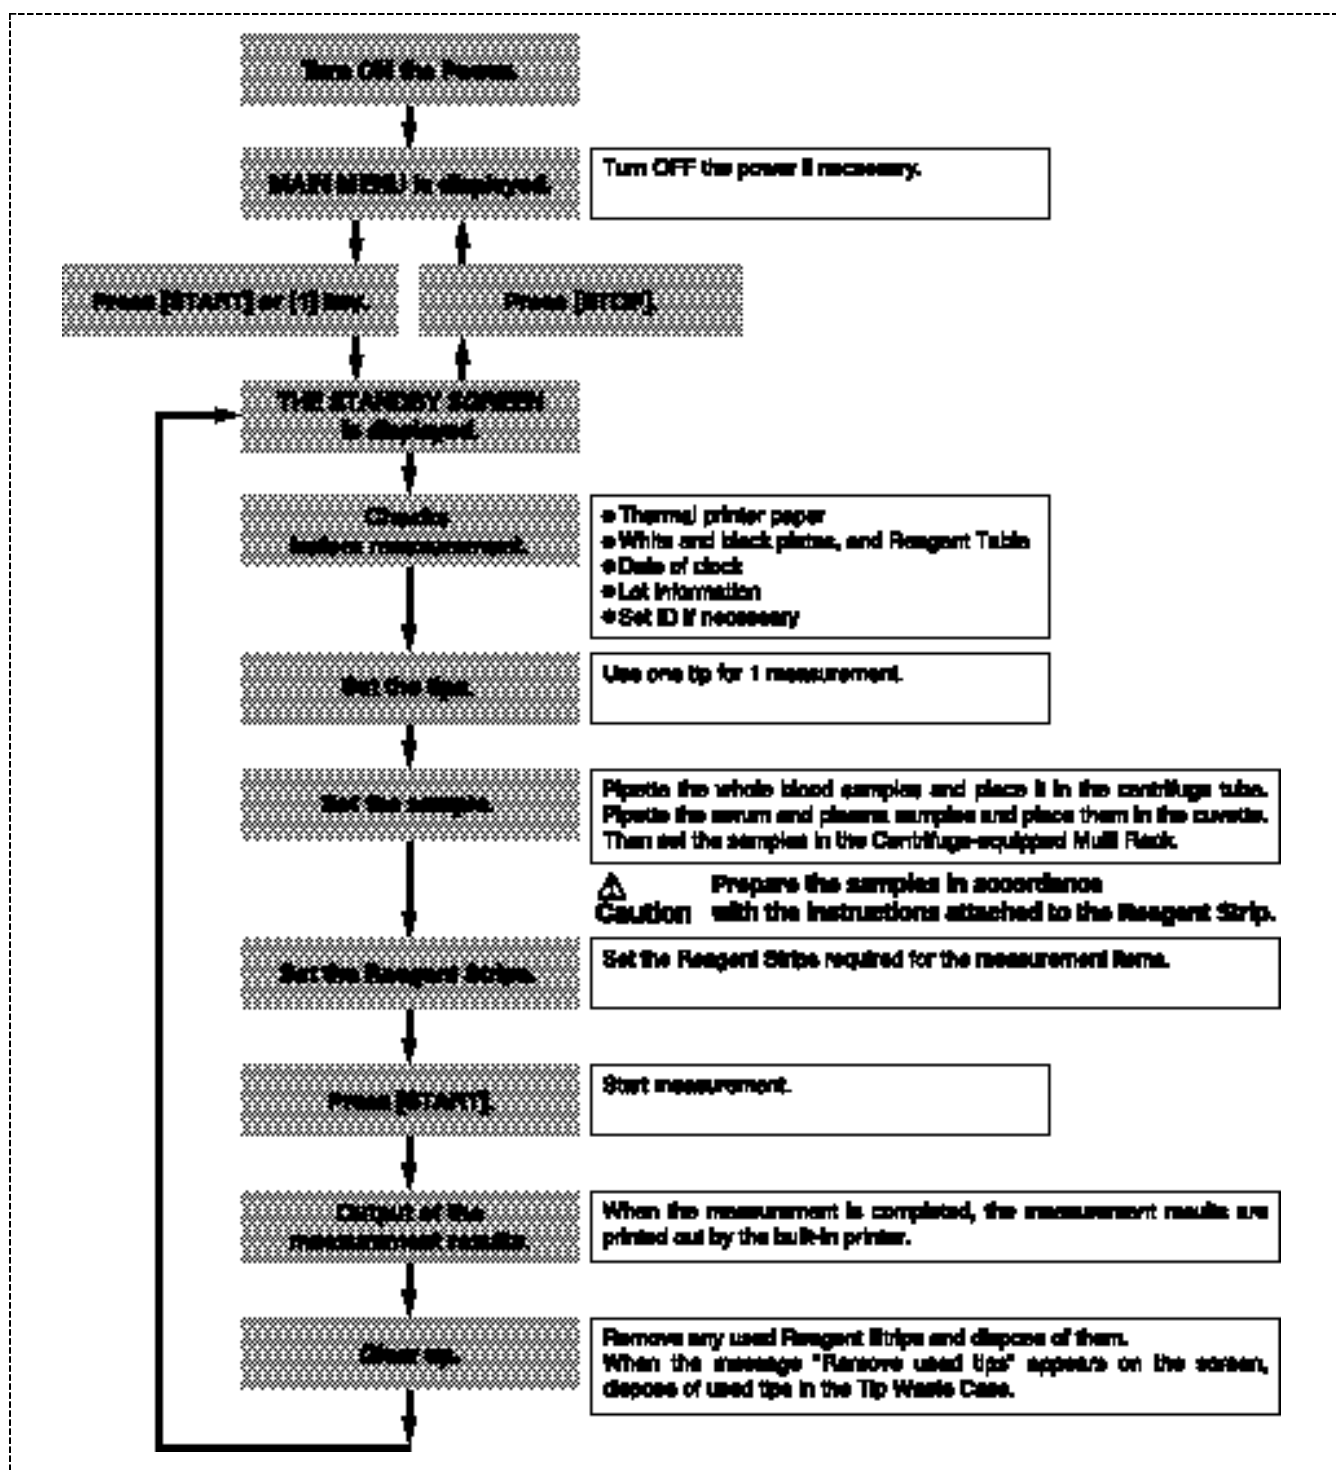 Turn ON the Power.
MAIN MENU is displayed.
Turn OFF the power if necessary.
Press [START] or [1] key.
Press [STOP].
THE STANDBY SCREEN
is displayed.
Checks
before measurement.
● Thermal printer paper
● White and black plates, and Reagent Table
● Date of clock
● Lot information
● Set ID if necessary
Set the tips.
Use one tip for 1 measurement.
Set the sample.
Pipette the whole blood samples and place it in the centrifuge tube.
Pipette the serum and plasma samples and place them in the cuvette.
Then set the samples in the Centrifuge-equipped Multi Rack.
Caution
Prepare the samples in accordance
with the instructions attached to the Reagent Strip.
Set the Reagent Strips.
Set the Reagent Strips required for the measurement items.
Press [START].
Start measurement.
Output of the
measurement results.
When the measurement is completed, the measurement results are
printed out by the built-in printer.
Clear up.
Remove any used Reagent Strips and dispose of them.
When the message "Remove used tips" appears on the screen,
dispose of used tips in the Tip Waste Case.